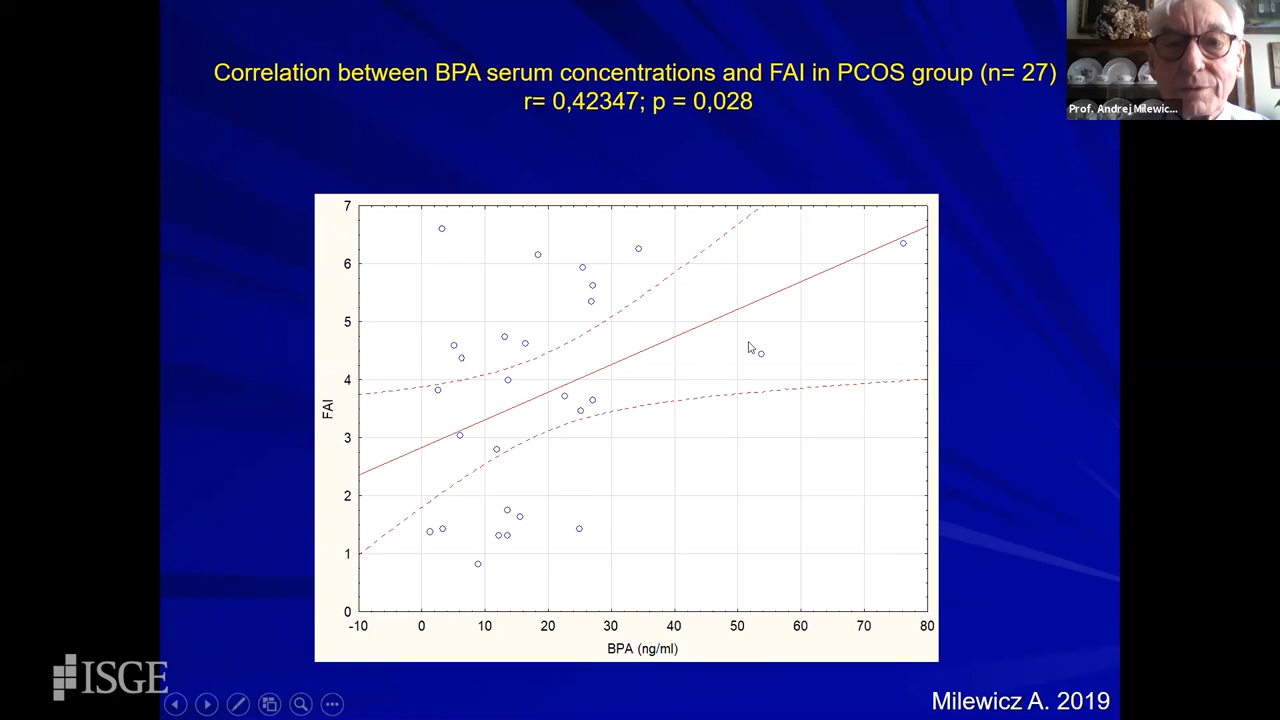 Correlation between BPA serum concentrations and FAI in PCOS group (n= 27)
r= 0,42347; p = 0,028
Prof. Andrej Milewic...
7
6
5
4
3
2
1
0
FAI
-10 0 10 20 30 40 50 60 70 80
BPA (ng/ml)
ISGE
Milewicz A. 2019